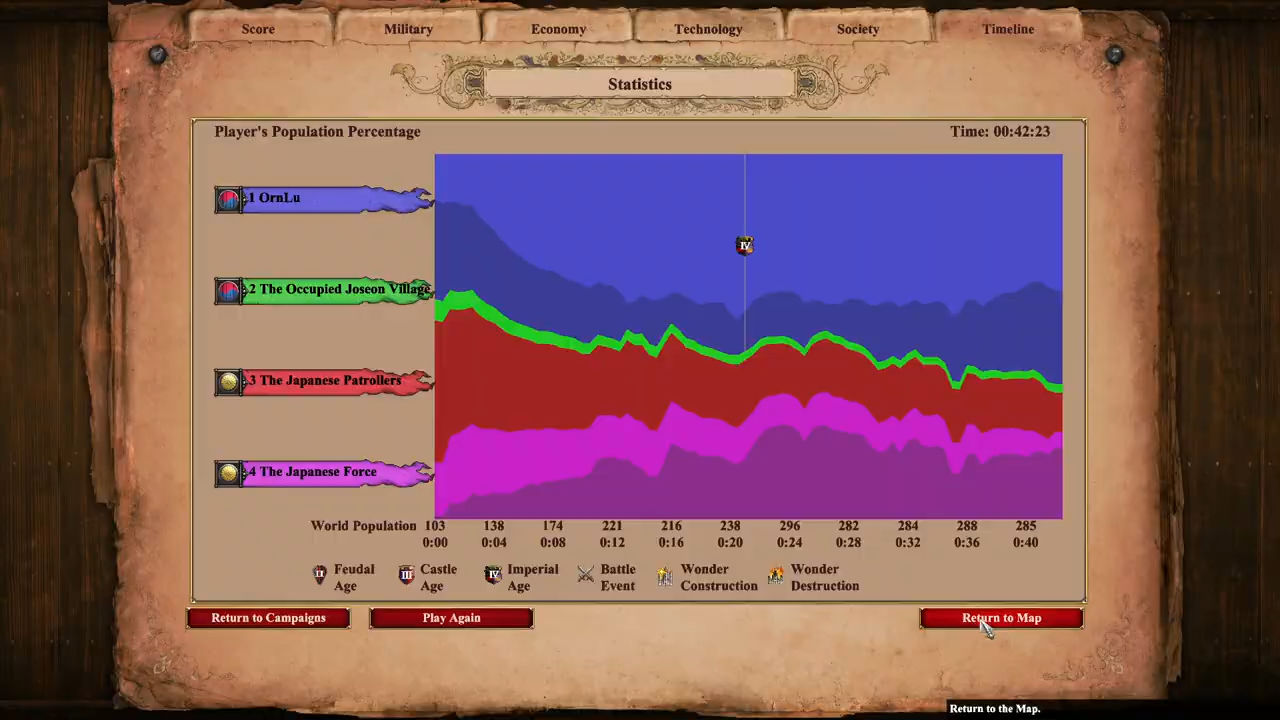 Score Military Economy Technology Society Timeline
Statistics
Player's Population Percentage Time: 00:42:23
1 OrnLu
IV
2 The Occupied Joseon Village
3 The Japanese Patrollers
4 The Japanese Force
World Population 103 138 174 221 216 238 296 282 284 288 285
0:00 0:04 0:08 0:12 0:16 0:20 0:24 0:28 0:32 0:36 0:40
II Feudal Age
III Castle Age
IV Imperial Age
Battle Event
Wonder Construction
Wonder Destruction
Return to Campaigns Play Again Return to Map
Return to the Map.